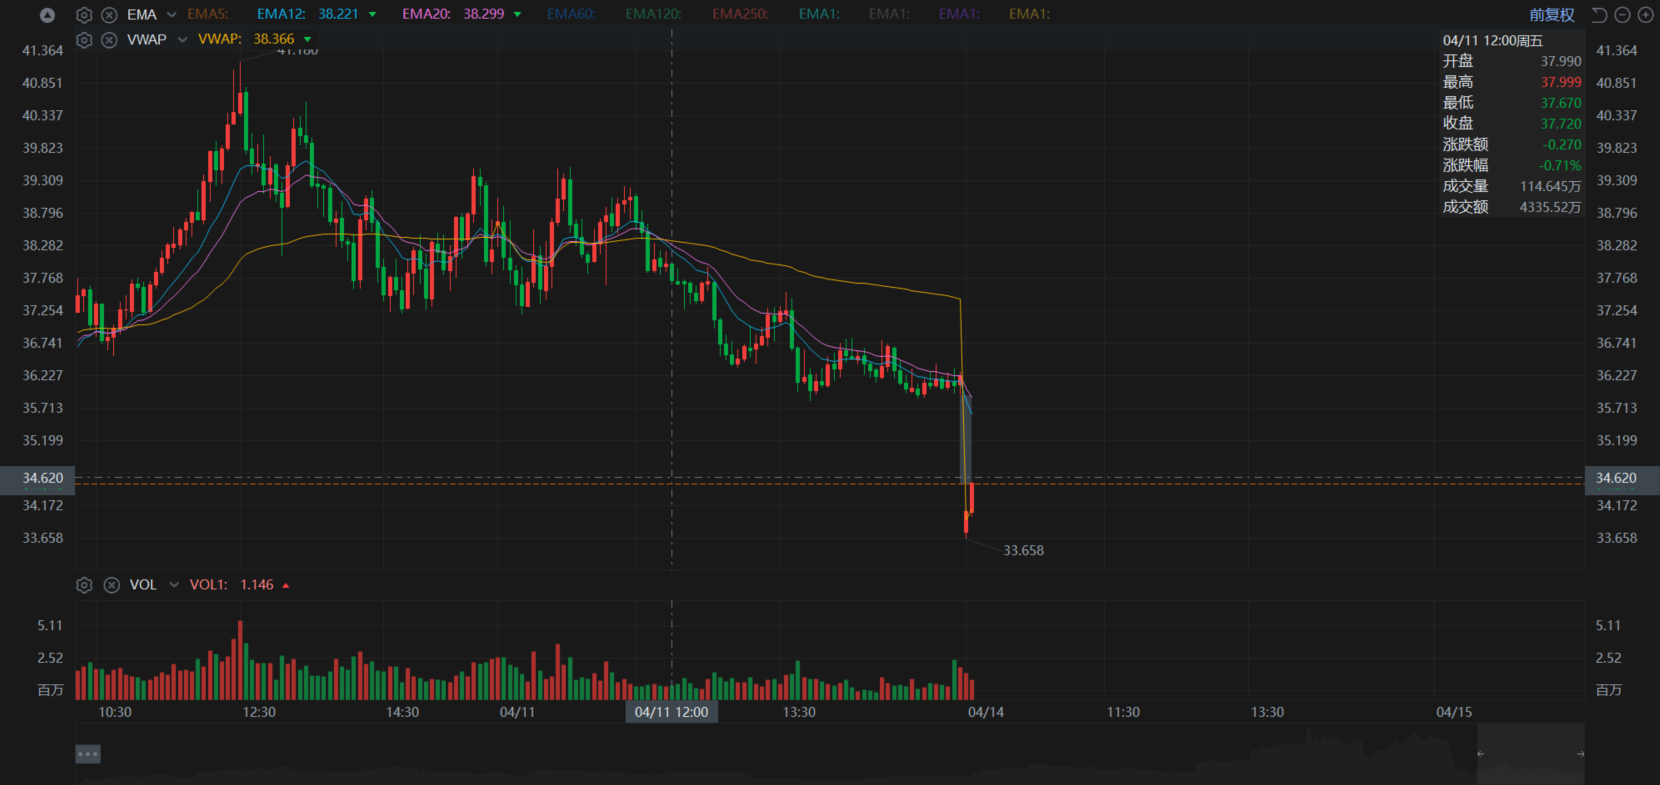 EMA EMA5: EMA12: 38.221 EMA20: 38.299 EMA60: EMA120: EMA250: EMA1: EMA1: EMA1: EMA1: 前复权
VWAP VWAP: 38.366
41.180
04/11 12:00周五
开盘 37.990
最高 37.999
最低 37.670
收盘 37.720
涨跌额 -0.270
涨跌幅 -0.71%
成交量 114.645万
成交额 4335.52万
41.364 41.364
40.851 40.851
40.337 40.337
39.823 39.823
39.309 39.309
38.796 38.796
38.282 38.282
37.768 37.768
37.254 37.254
36.741 36.741
36.227 36.227
35.713 35.713
35.199 35.199
34.620 34.620
34.172 34.172
33.658 33.658
33.658
VOL VOL1: 1.146
5.11 5.11
2.52 2.52
百万 百万
10:30 12:30 14:30 04/11 04/11 12:00 13:30 04/14 11:30 13:30 04/15